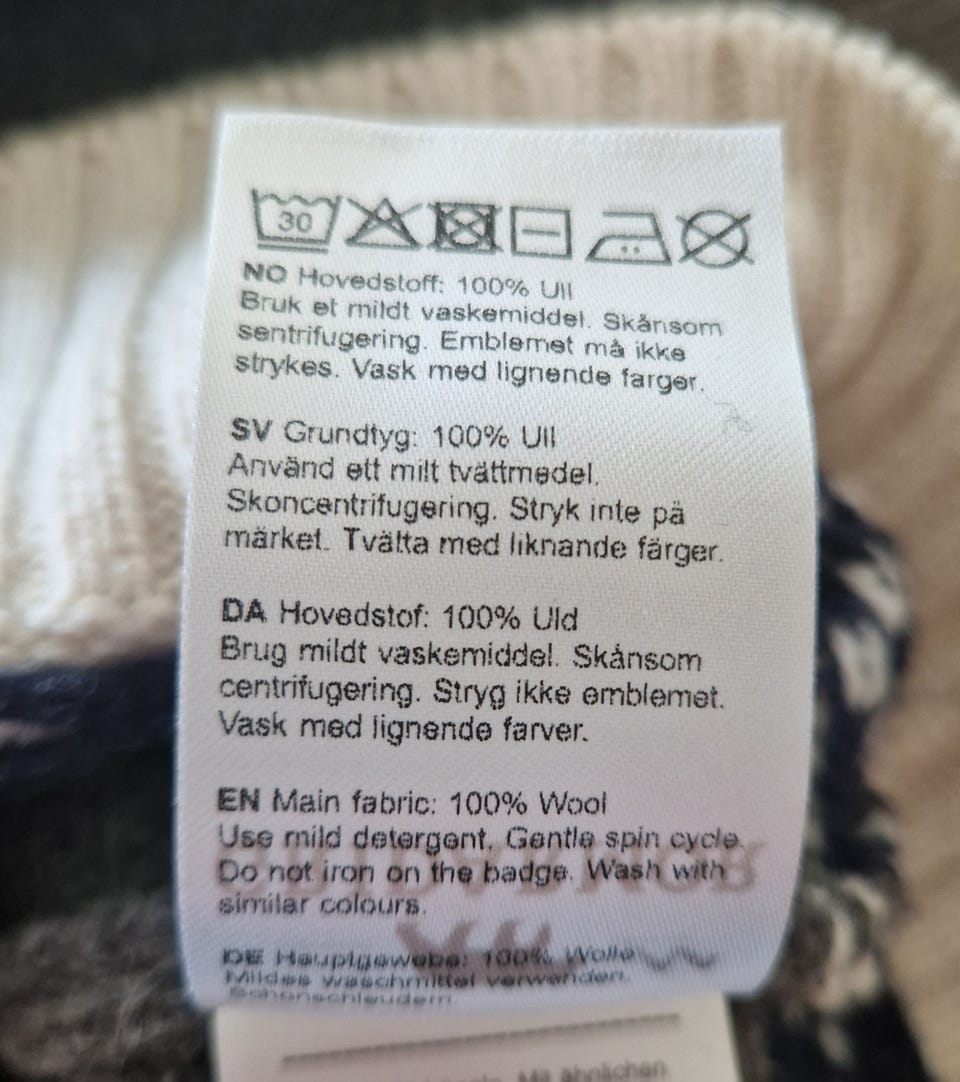 30
NO Hovedstoff: 100% Ull
Bruk et mildt vaskemiddel. Skånsom
sentrifugering. Emblemet må ikke
strykes. Vask med lignende farger.
SV Grundtyg: 100% Ull
Använd ett milt tvättmedel.
Skoncentrifugering. Stryk inte på
märket. Tvätta med liknande färger.
DA Hovedstof: 100% Uld
Brug mildt vaskemiddel. Skånsom
centrifugering. Stryg ikke emblemet.
Vask med lignende farver.
EN Main fabric: 100% Wool
Use mild detergent. Gentle spin cycle.
Do not iron on the badge. Wash with
similar colours.
DE Hauptgewebe: 100% Wolle
Mildes waschmittel verwenden.
Schonschleudern.
Mit ähnlichen